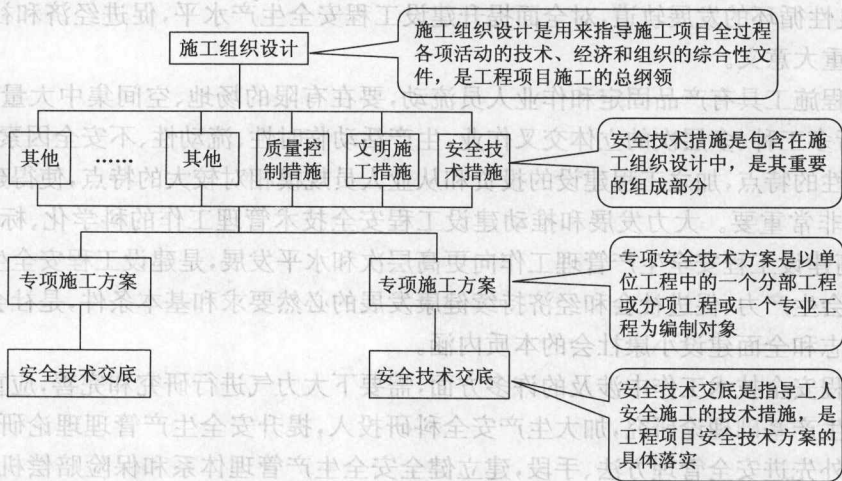 施工组织设计
施工组织设计是用来指导施工项目全过程
各项活动的技术、经济和组织的综合性文
件，是工程项目施工的总纲领
其他
……
其他
质量控
制措施
文明施
工措施
安全技
术措施
安全技术措施是包含在施
工组织设计中，是其重要
的组成部分
专项施工方案
专项施工方案
专项安全技术方案是以单
位工程中的一个分部工程
或分项工程或一个专业工
程为编制对象
安全技术交底
安全技术交底
安全技术交底是指导工人
安全施工的技术措施，是
工程项目安全技术方案的
具体落实